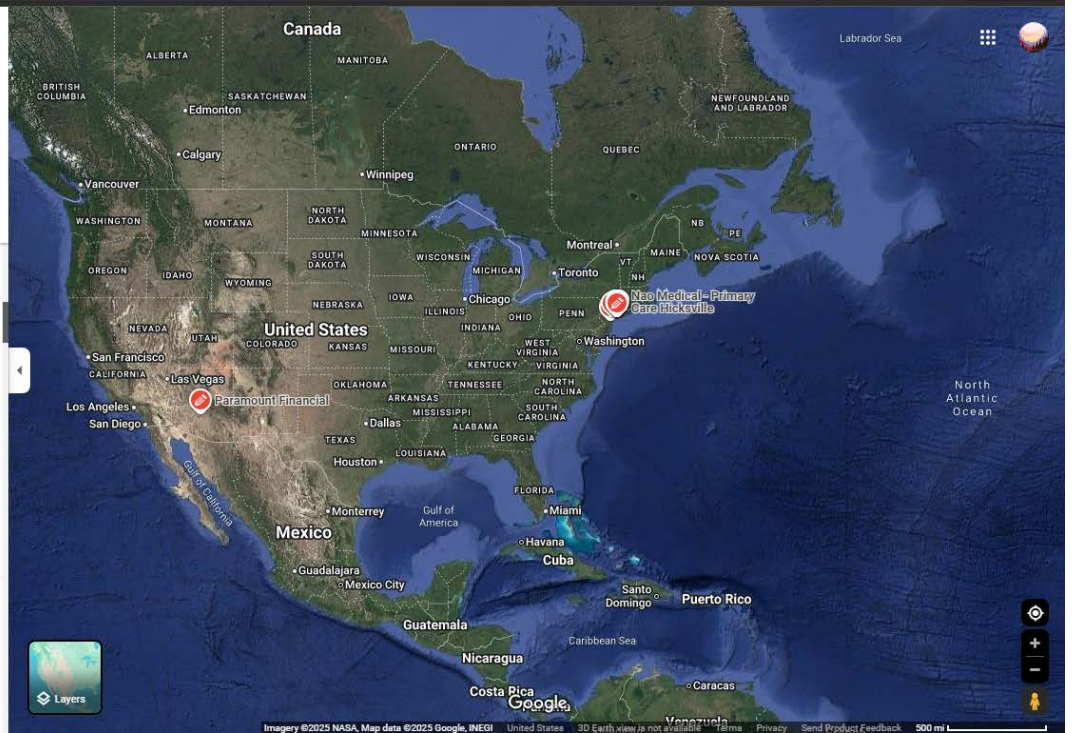 Canada
Labrador Sea
ALBERTA
MANITOBA
BRITISH
COLUMBIA
SASKATCHEWAN
NEWFOUNDLAND
AND LABRADOR
Edmonton
ONTARIO
QUEBEC
Calgary
Winnipeg
Vancouver
WASHINGTON
MONTANA
NORTH
DAKOTA
MINNESOTA
NB
PE
Montreal
MAINE
NOVA SCOTIA
VT
NH
OREGON
IDAHO
SOUTH
DAKOTA
WISCONSIN
MICHIGAN
Toronto
WYOMING
Nao Medical - Primary
Care Hicksville
NEBRASKA
IOWA
Chicago
ILLINOIS
INDIANA
OHIO
PENN
NEVADA
UTAH
United States
COLORADO
KANSAS
MISSOURI
WEST
VIRGINIA
Washington
San Francisco
CALIFORNIA
KENTUCKY
VIRGINIA
Las Vegas
OKLAHOMA
TENNESSEE
NORTH
CAROLINA
North
Atlantic
Ocean
Paramount Financial
ARKANSAS
Los Angeles
MISSISSIPPI
SOUTH
CAROLINA
San Diego
Dallas
ALABAMA
TEXAS
GEORGIA
LOUISIANA
Houston
Gulf of California
FLORIDA
Monterrey
Gulf of
America
Miami
Mexico
Havana
Cuba
Guadalajara
Mexico City
Santo
Domingo
Puerto Rico
Guatemala
Caribbean Sea
Nicaragua
Layers
Costa Rica
Caracas
Google
Panama
Venezuela
Imagery ©2025 NASA, Map data ©2025 Google, INEGI
United States
3D Earth view is not available
Terms
Privacy
Send Product Feedback
500 mi